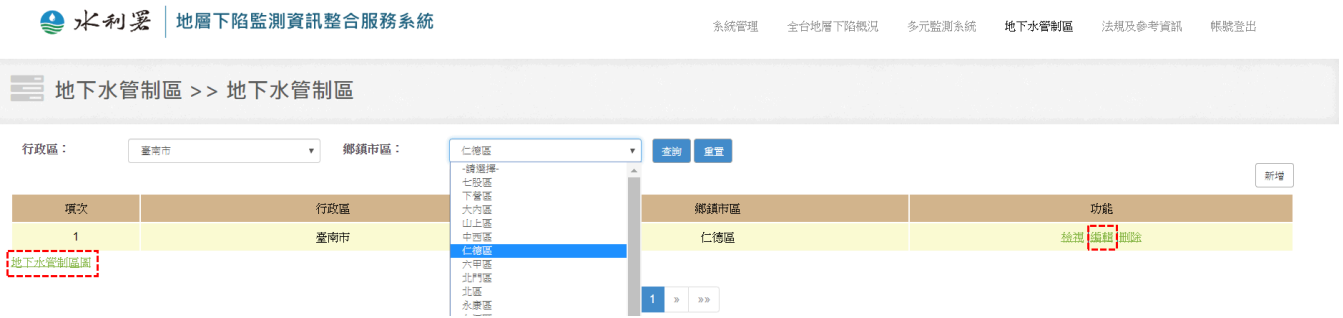 水利署 地層下陷監測資訊整合服務系統
系統管理 全台地層下陷概況 多元監測系統 地下水管制區 法規及參考資訊 帳號登出
地下水管制區 >> 地下水管制區
行政區： 臺南市 鄉鎮市區： 仁德區 查詢 重置
-請選擇-
七股區
下營區
大內區
山上區
中西區
仁德區
六甲區
北門區
北區
永康區
新增
項次 行政區 鄉鎮市區 功能
1 臺南市 仁德區 檢視 編輯 刪除
地下水管制區圖
1 » »»